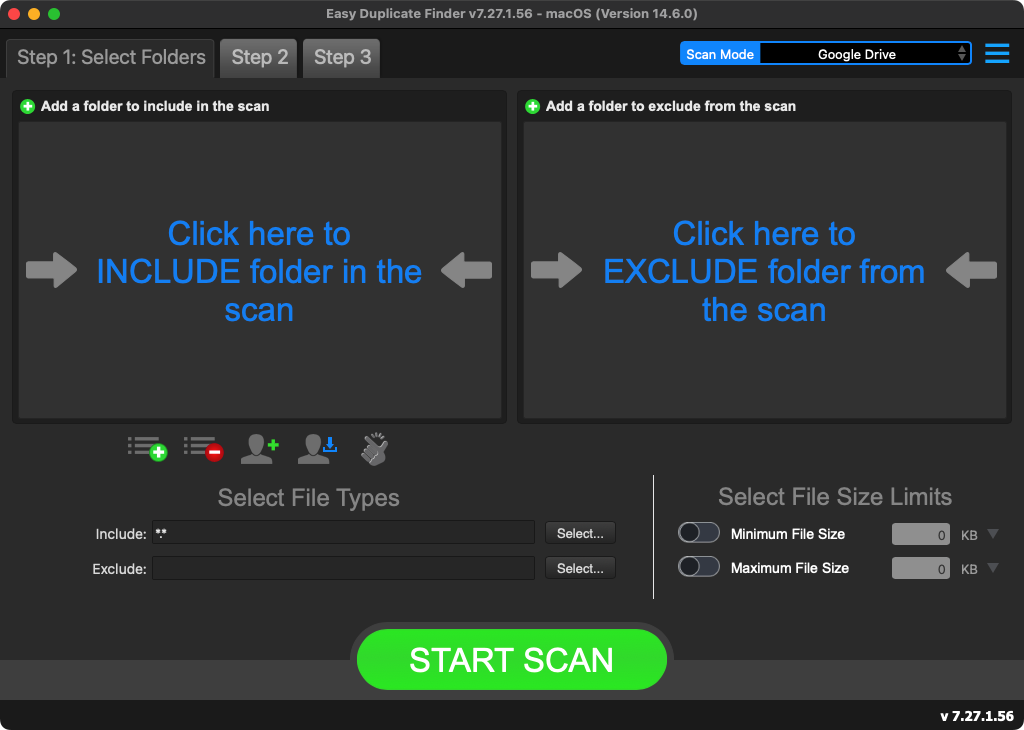 Easy Duplicate Finder v7.27.1.56 - macOS (Version 14.6.0)
Step 1: Select Folders
Step 2
Step 3
Scan Mode
Google Drive
Add a folder to include in the scan
Add a folder to exclude from the scan
Click here to
INCLUDE folder in the
scan
Click here to
EXCLUDE folder from
the scan
Select File Types
Include:
*.*
Select...
Exclude:
Select...
Select File Size Limits
Minimum File Size
0
KB
Maximum File Size
0
KB
START SCAN
v 7.27.1.56